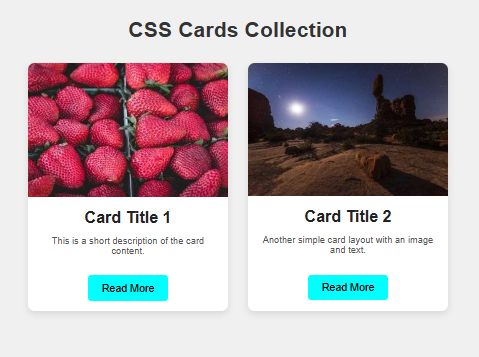 CSS Cards Collection
Card Title 1
This is a short description of the card
content.
Read More
Card Title 2
Another simple card layout with an image
and text.
Read More